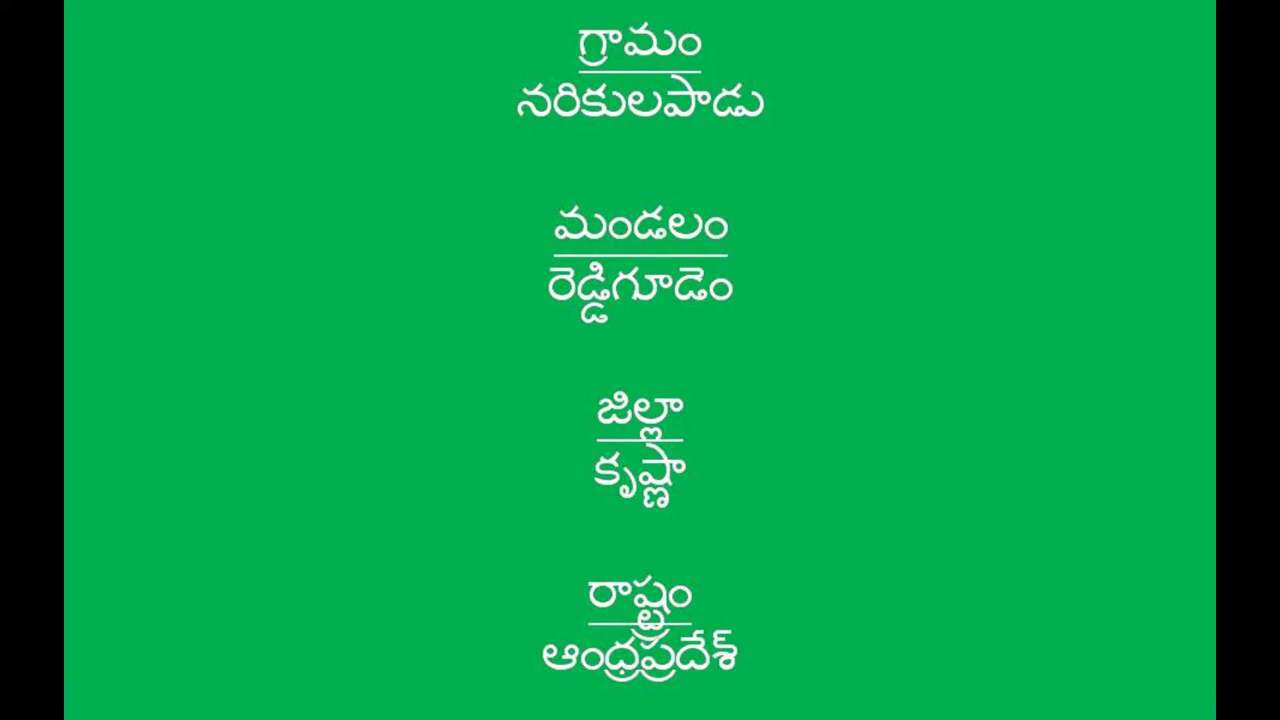 గ్రామం
నరికులపాడు
మండలం
రెడ్డిగూడెం
జిల్లా
కృష్ణా
రాష్ట్రం
ఆంధ్రప్రదేశ్